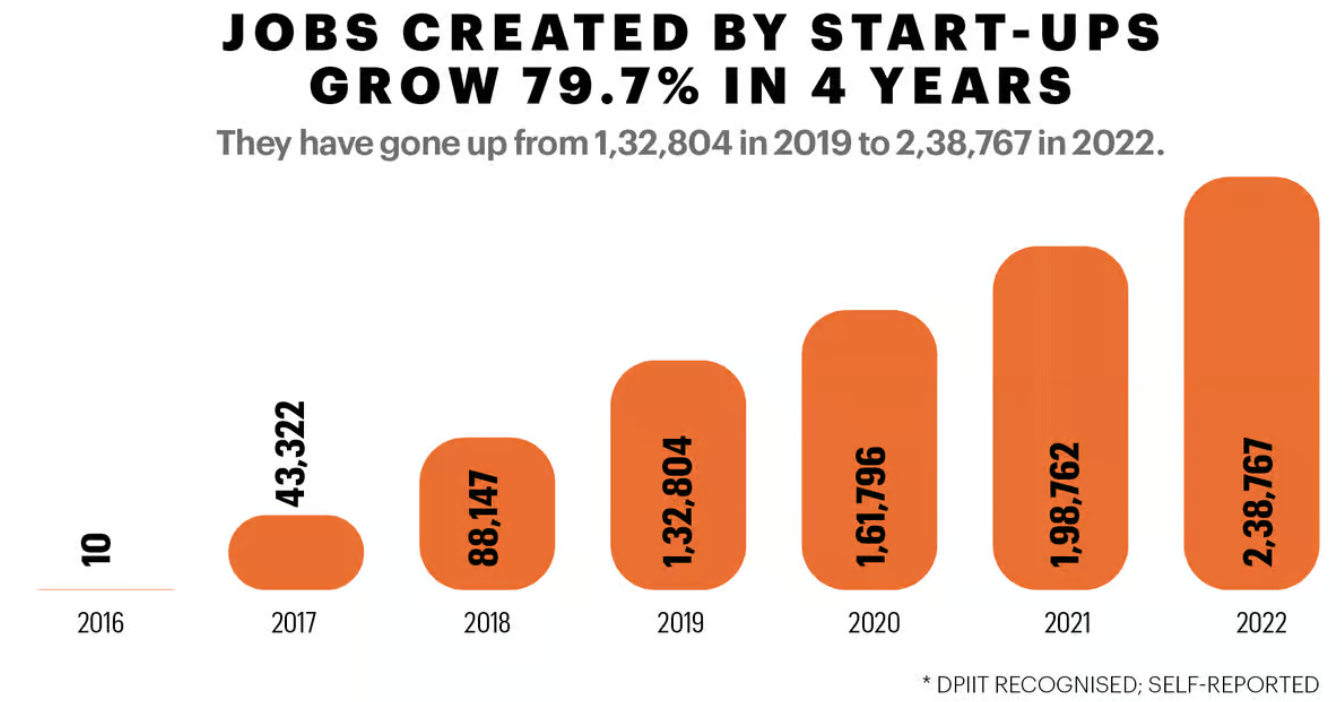 JOBS CREATED BY START-UPS
GROW 79.7% IN 4 YEARS
They have gone up from 1,32,804 in 2019 to 2,38,767 in 2022.
10
43,322
88,147
1,32,804
1,61,796
1,98,762
2,38,767
2016 2017 2018 2019 2020 2021 2022
* DPIIT RECOGNISED; SELF-REPORTED